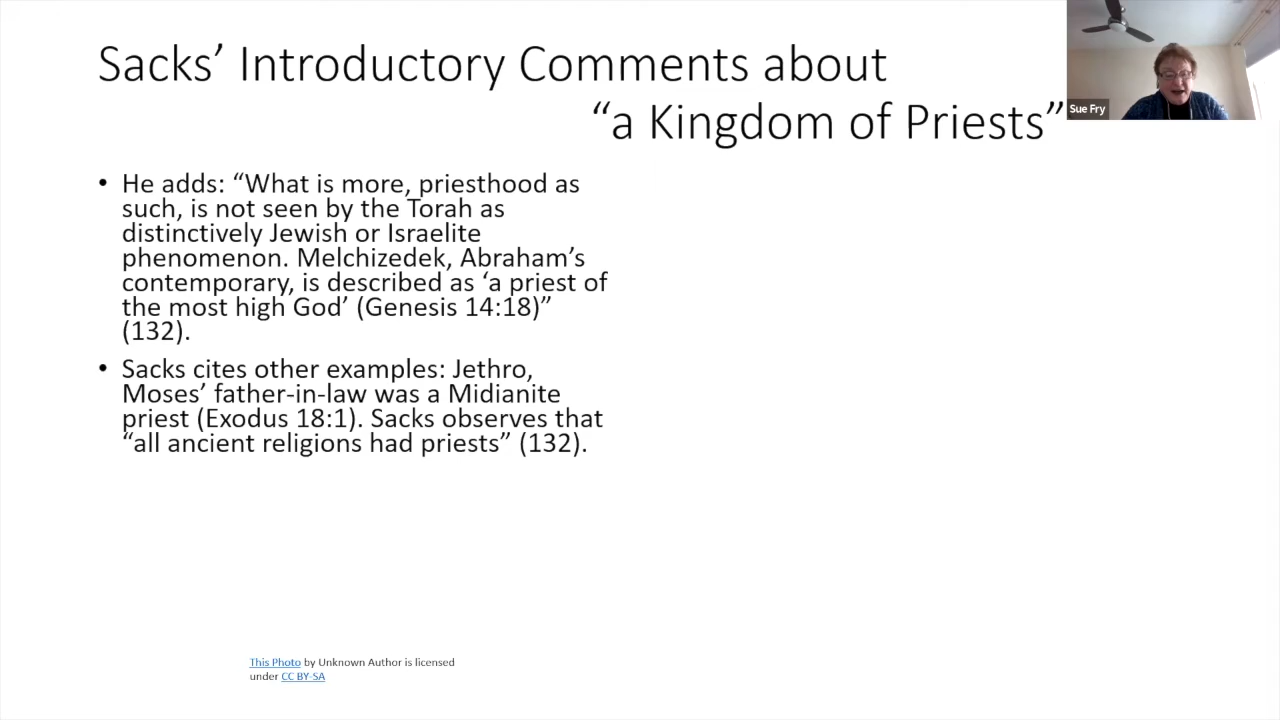 Sacks’ Introductory Comments about
“a Kingdom of Priests”
Sue Fry
• He adds: “What is more, priesthood as
such, is not seen by the Torah as
distinctively Jewish or Israelite
phenomenon. Melchizedek, Abraham’s
contemporary, is described as ‘a priest of
the most high God’ (Genesis 14:18)”
(132).
• Sacks cites other examples: Jethro,
Moses’ father-in-law was a Midianite
priest (Exodus 18:1). Sacks observes that
“all ancient religions had priests” (132).
This Photo by Unknown Author is licensed
under CC BY-SA